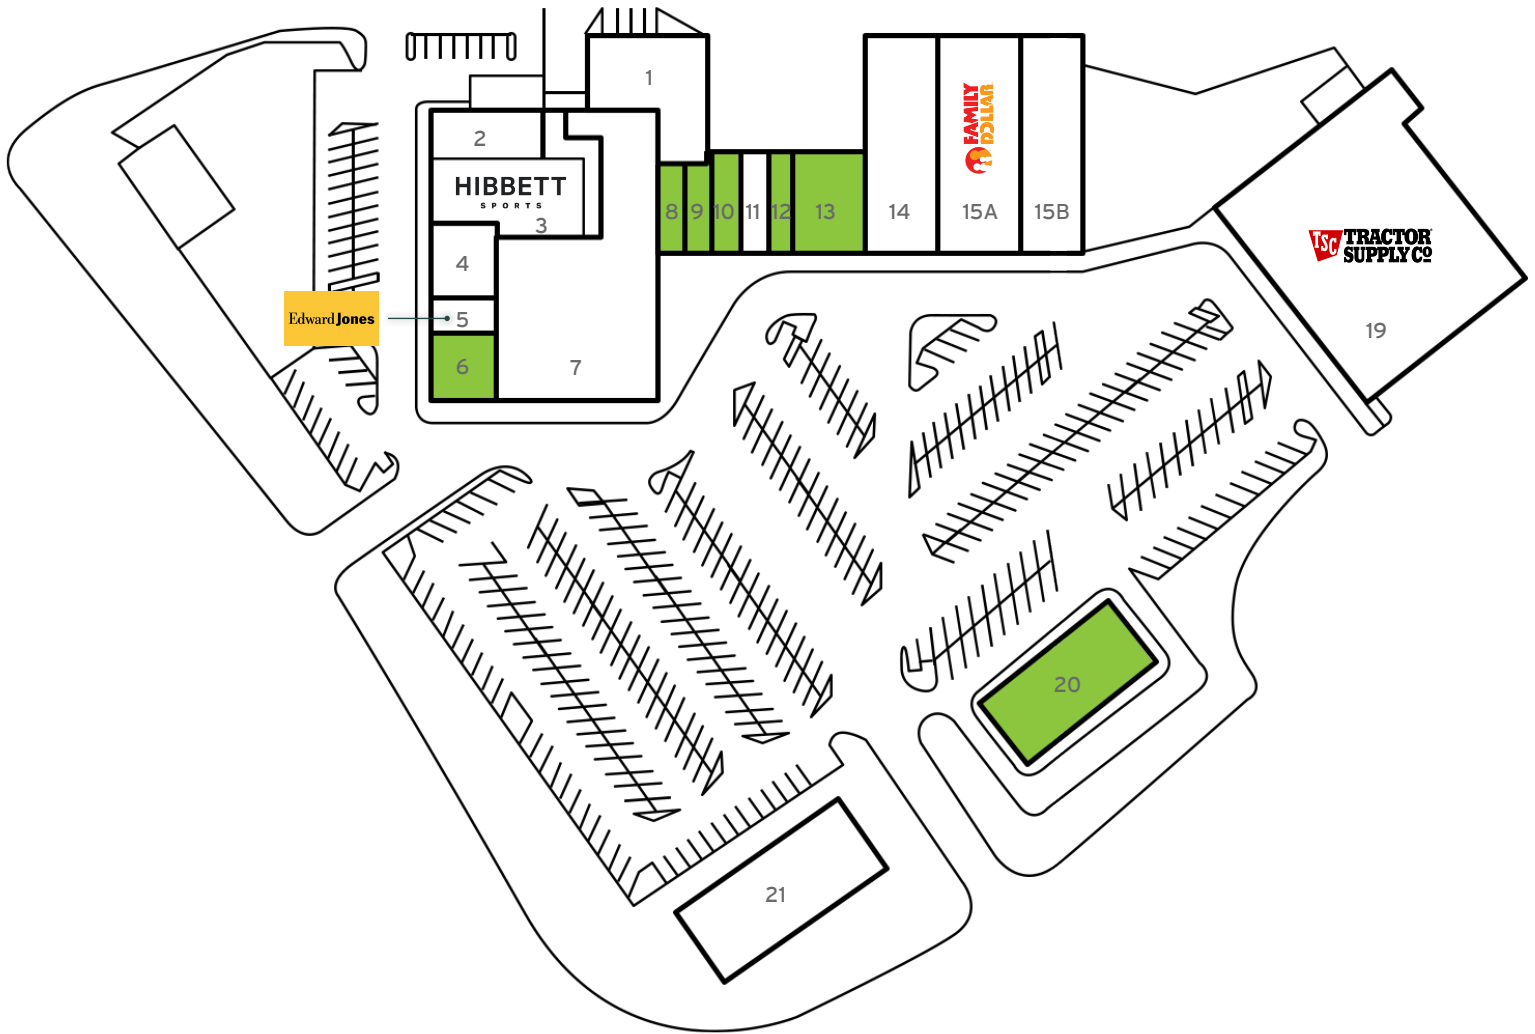 1
2
HIBBETT
SPORTS
3
4
Edward Jones
5
6
7
8
9
10
11
12
13
14
FAMILY
DOLLAR
15A
15B
TSC TRACTOR
SUPPLY CO
19
20
21